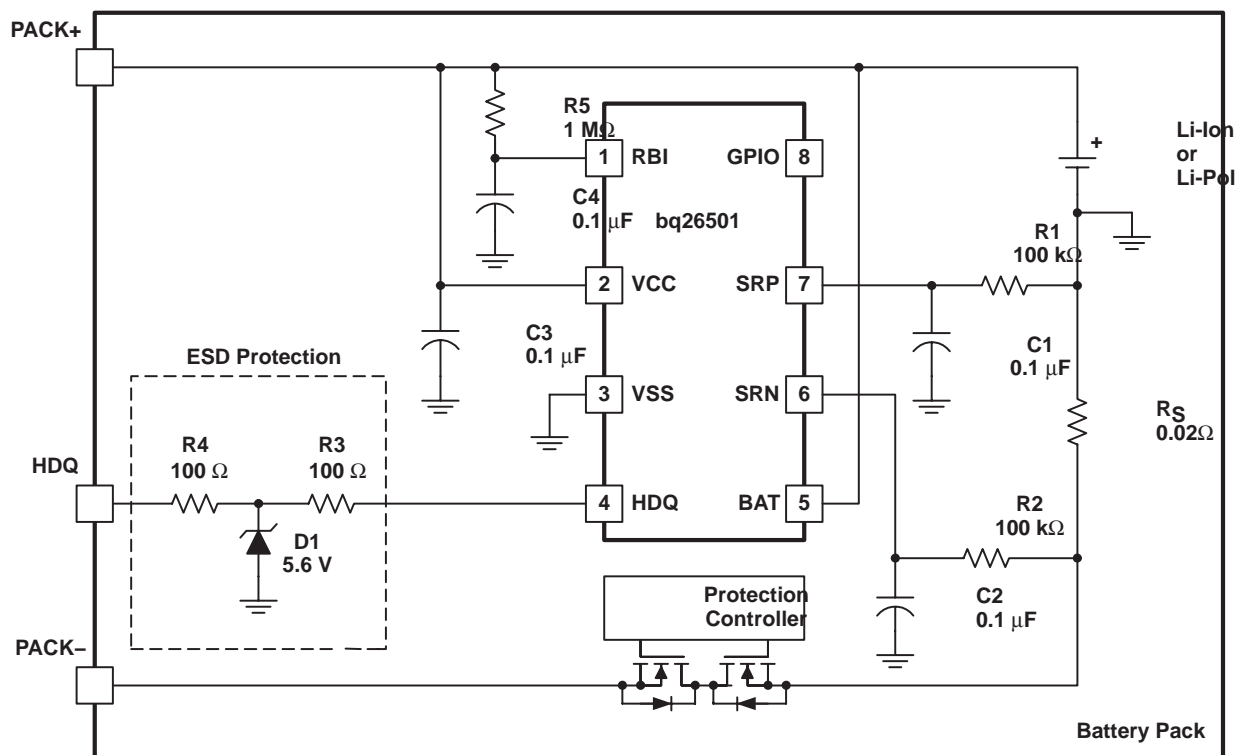 PACK+
R5
1 MΩ
Li-Ion
or
Li-Pol
+
1
RBI
GPIO
8
C4
0.1 μF
bq26501
R1
100 kΩ
2
VCC
SRP
7
C3
0.1 μF
C1
0.1 μF
ESD Protection
3
VSS
SRN
6
RS
0.02Ω
HDQ
R4
100 Ω
R3
100 Ω
4
HDQ
BAT
5
R2
100 kΩ
D1
5.6 V
Protection
Controller
C2
0.1 μF
PACK–
Battery Pack